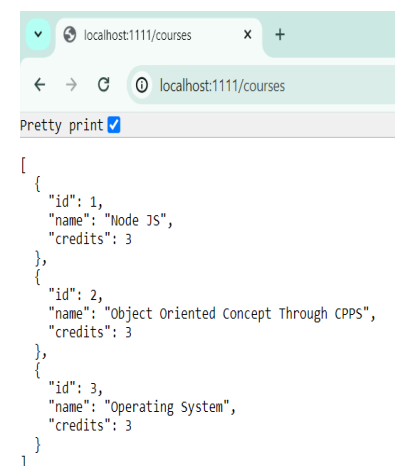 localhost:1111/courses
localhost:1111/courses
Pretty print
[
  {
    "id": 1,
    "name": "Node JS",
    "credits": 3
  },
  {
    "id": 2,
    "name": "Object Oriented Concept Through CPPS",
    "credits": 3
  },
  {
    "id": 3,
    "name": "Operating System",
    "credits": 3
  }
]